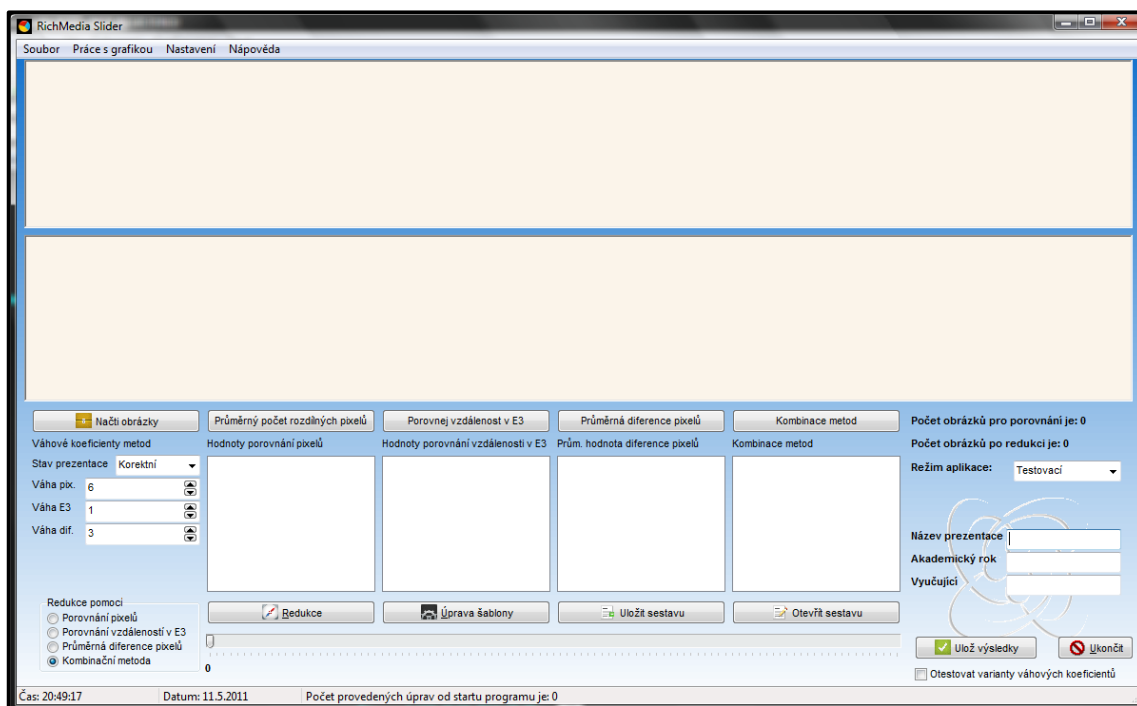 RichMedia Slider
Soubor Práce s grafikou Nastavení Nápověda
Načti obrázky Průměrný počet rozdílných pixelů Porovnej vzdálenost v E3 Průměrná diference pixelů Kombinace metod Počet obrázků pro porovnání je: 0
Váhové koeficienty metod Hodnoty porovnání pixelů Hodnoty porovnání vzdálenosti v E3 Prům. hodnota diference pixelů Kombinace metod Počet obrázků po redukci je: 0
Stav prezentace Korektní Režim aplikace: Testovací
Váha pix. 6
Váha E3 1
Váha dif. 3
Název prezentace
Akademický rok
Vyučující
Redukce pomoci
Porovnání pixelů
Porovnání vzdáleností v E3
Průměrná diference pixelů
Kombinační metoda
Redukce Úprava šablony Uložit sestavu Otevřít sestavu
0
Ulož výsledky Ukončit
Otestovat varianty váhových koeficientů
Čas: 20:49:17 Datum: 11.5.2011 Počet provedených úprav od startu programu je: 0